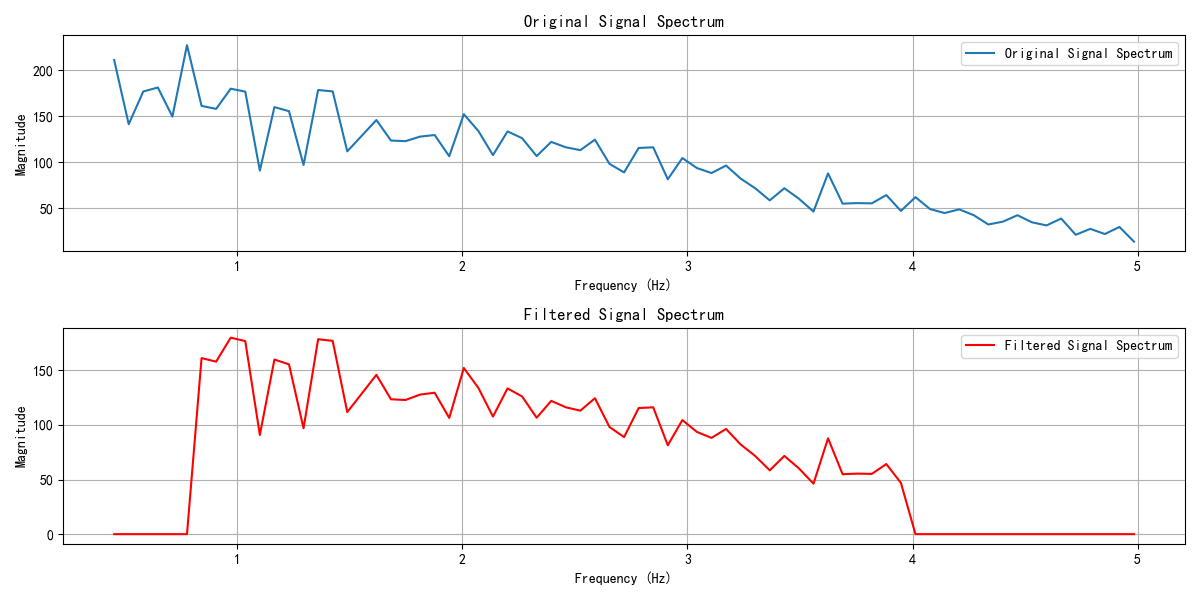 Original Signal Spectrum
Original Signal Spectrum
Magnitude
200
150
100
50
1 2 3 4 5
Frequency (Hz)
Filtered Signal Spectrum
Filtered Signal Spectrum
Magnitude
150
100
50
0
1 2 3 4 5
Frequency (Hz)